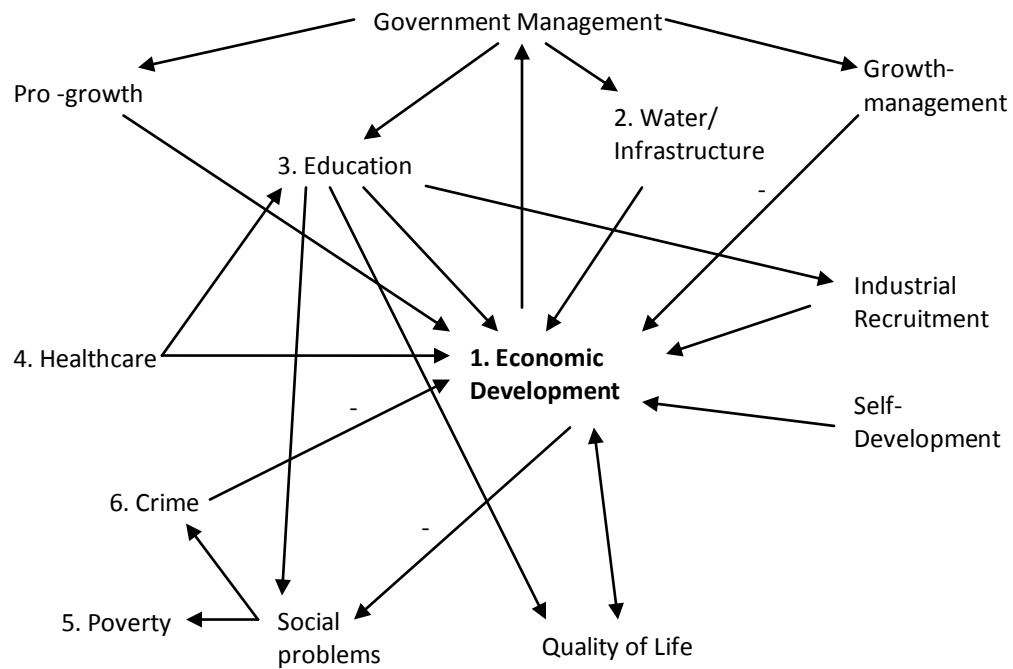 Government Management
Pro -growth
Growth-
management
2. Water/
Infrastructure
3. Education
-
Industrial
Recruitment
4. Healthcare
1. Economic
Development
-
Self-
Development
6. Crime
-
5. Poverty
Social
problems
Quality of Life